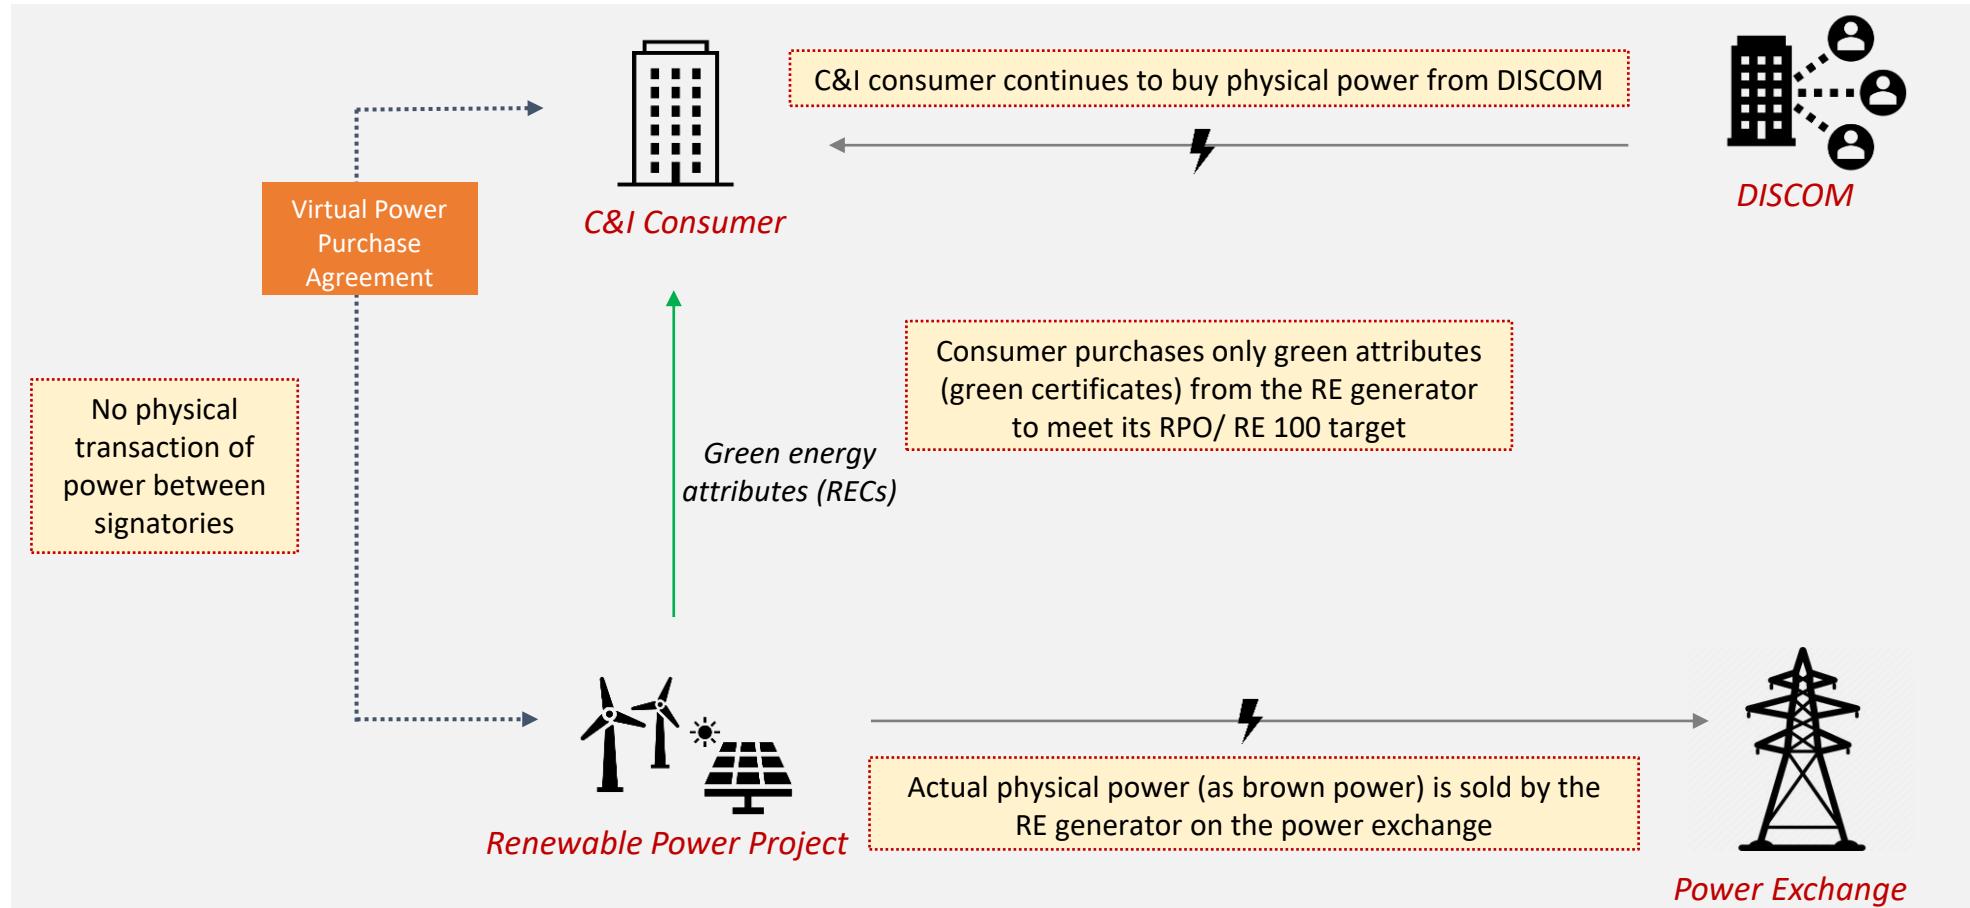 C&I consumer continues to buy physical power from DISCOM
DISCOM
C&I Consumer
Virtual Power
Purchase
Agreement
Consumer purchases only green attributes
(green certificates) from the RE generator
to meet its RPO/ RE 100 target
No physical
transaction of
power between
signatories
Green energy
attributes (RECs)
Renewable Power Project
Actual physical power (as brown power) is sold by the
RE generator on the power exchange
Power Exchange